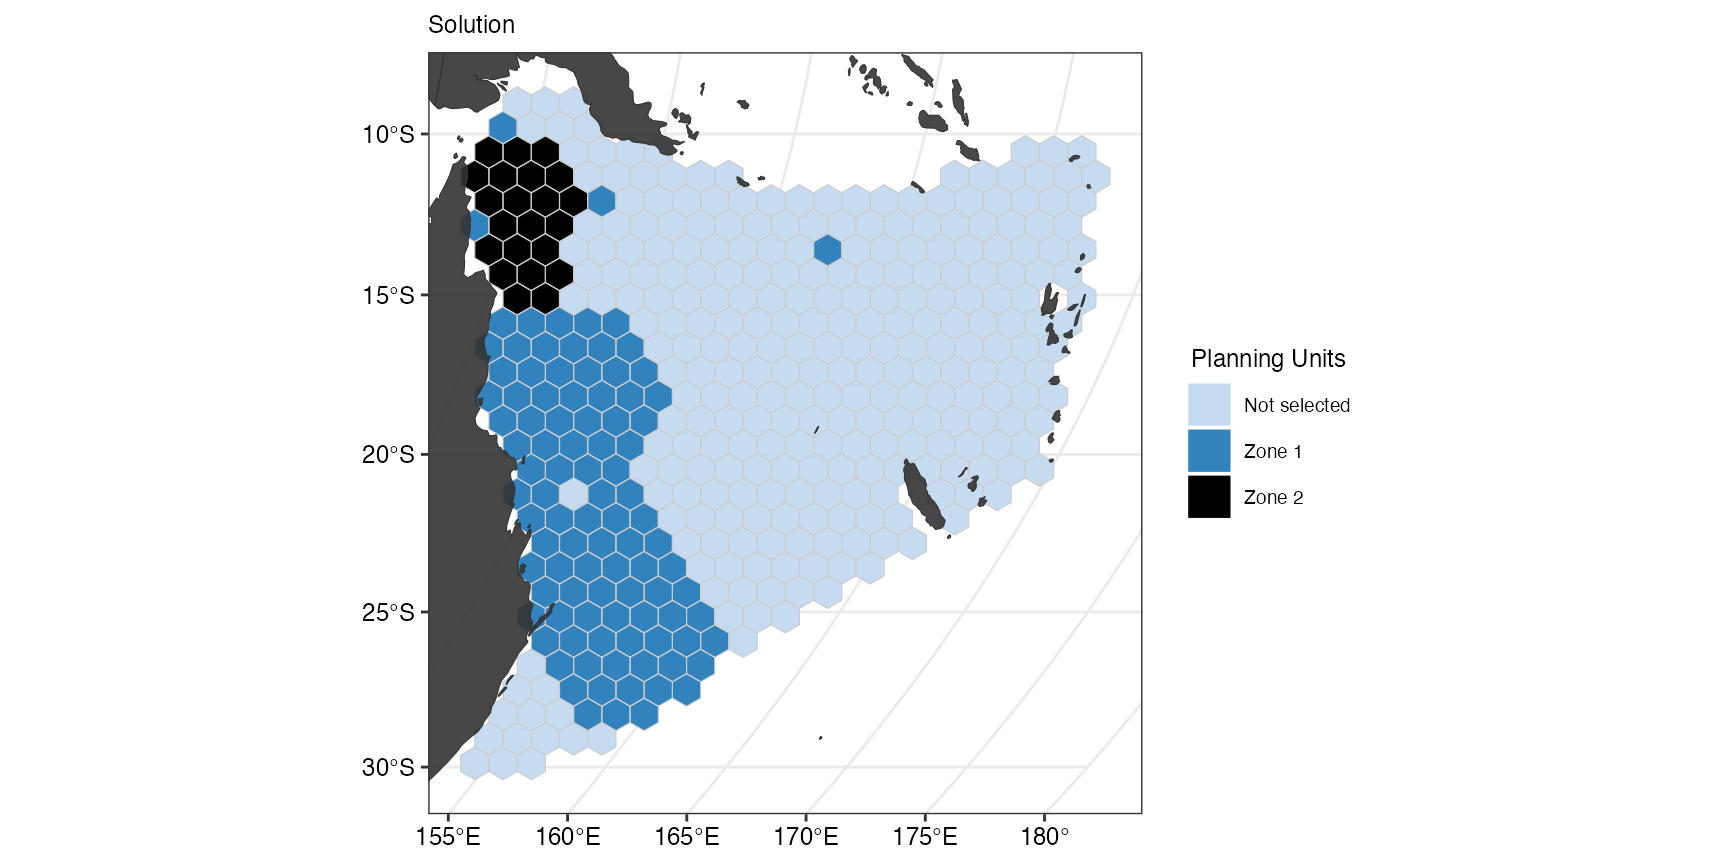 Solution
10°S
15°S
20°S
25°S
30°S
155°E 160°E 165°E 170°E 175°E 180°
Planning Units
Not selected
Zone 1
Zone 2